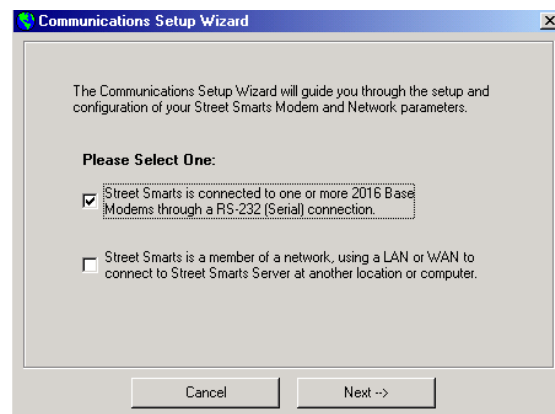 Communications Setup Wizard
The Communications Setup Wizard will guide you through the setup and
configuration of your Street Smarts Modem and Network parameters.
Please Select One:
Street Smarts is connected to one or more 2016 Base
Modems through a RS-232 (Serial) connection.
Street Smarts is a member of a network, using a LAN or WAN to
connect to Street Smarts Server at another location or computer.
Cancel
Next -->